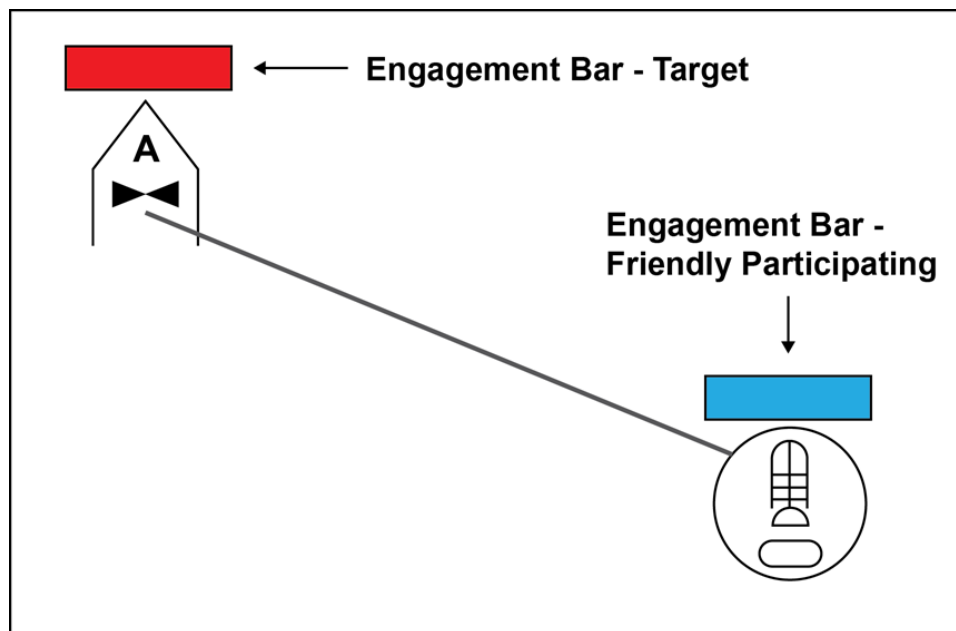 Engagement Bar - Target
A
Engagement Bar -
Friendly Participating